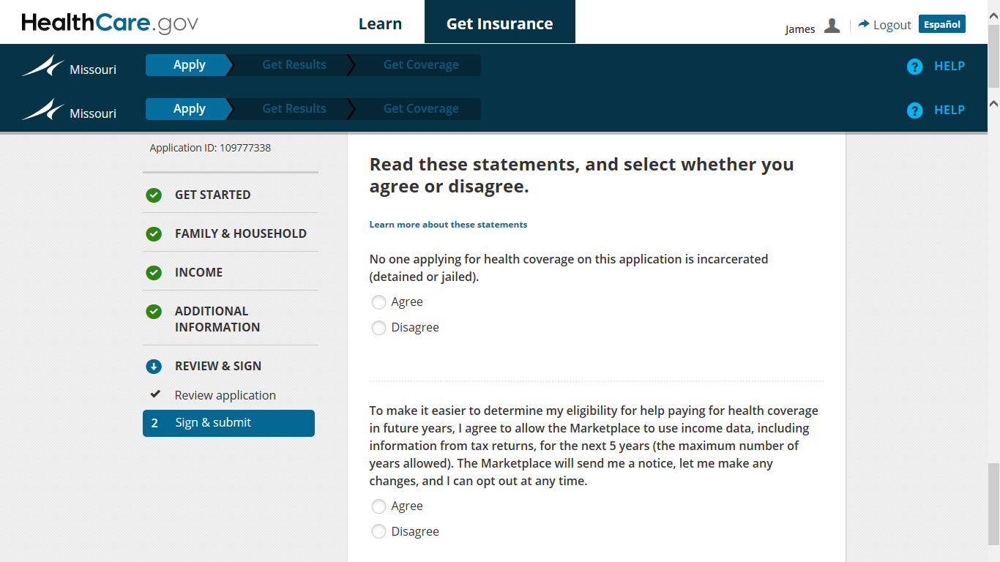 HealthCare.gov
Learn
Get Insurance
James
Logout
Español
Missouri
Apply
Get Results
Get Coverage
? HELP
Missouri
Apply
Get Results
Get Coverage
? HELP
Application ID: 109777338
GET STARTED
FAMILY & HOUSEHOLD
INCOME
ADDITIONAL
INFORMATION
REVIEW & SIGN
Review application
2 Sign & submit
Read these statements, and select whether you
agree or disagree.
Learn more about these statements
No one applying for health coverage on this application is incarcerated
(detained or jailed).
Agree
Disagree
To make it easier to determine my eligibility for help paying for health coverage
in future years, I agree to allow the Marketplace to use income data, including
information from tax returns, for the next 5 years (the maximum number of
years allowed). The Marketplace will send me a notice, let me make any
changes, and I can opt out at any time.
Agree
Disagree